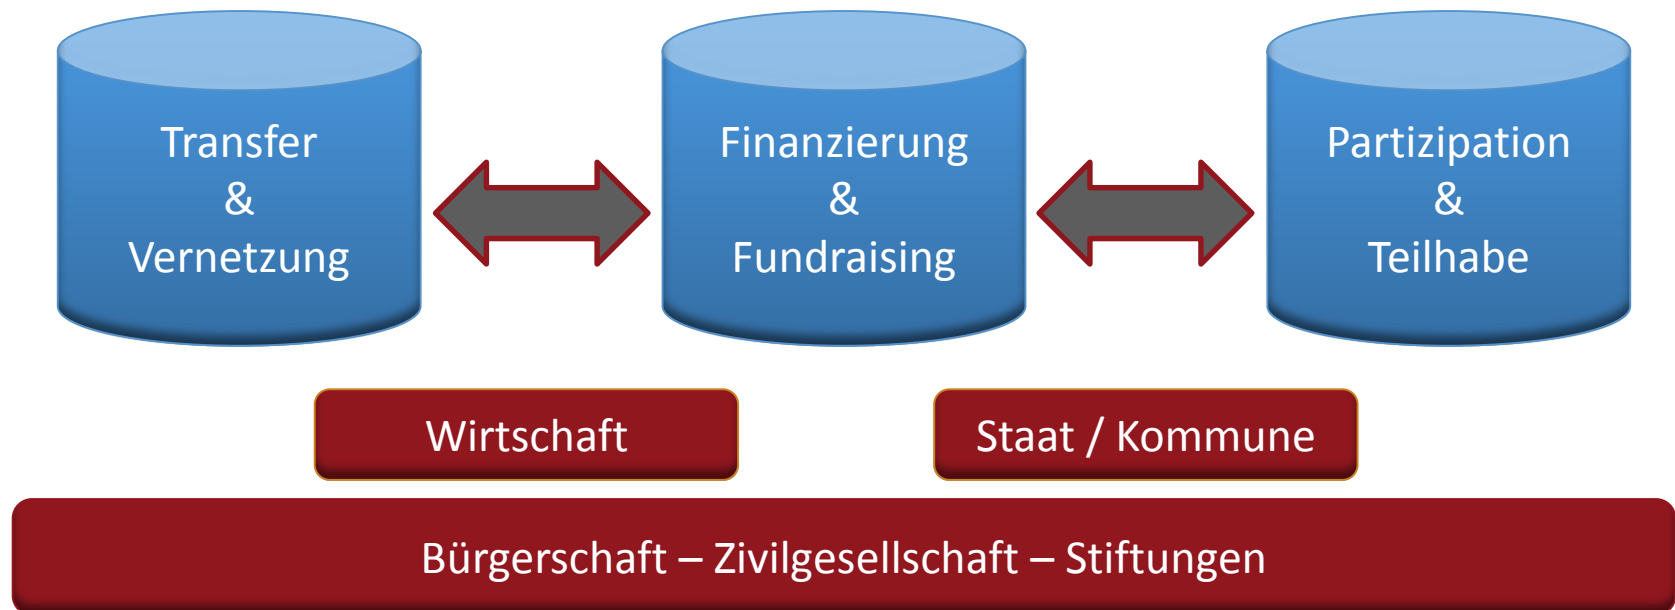 Transfer
&
Vernetzung
Finanzierung
&
Fundraising
Partizipation
&
Teilhabe
Wirtschaft
Staat / Kommune
Bürgerschaft – Zivilgesellschaft – Stiftungen